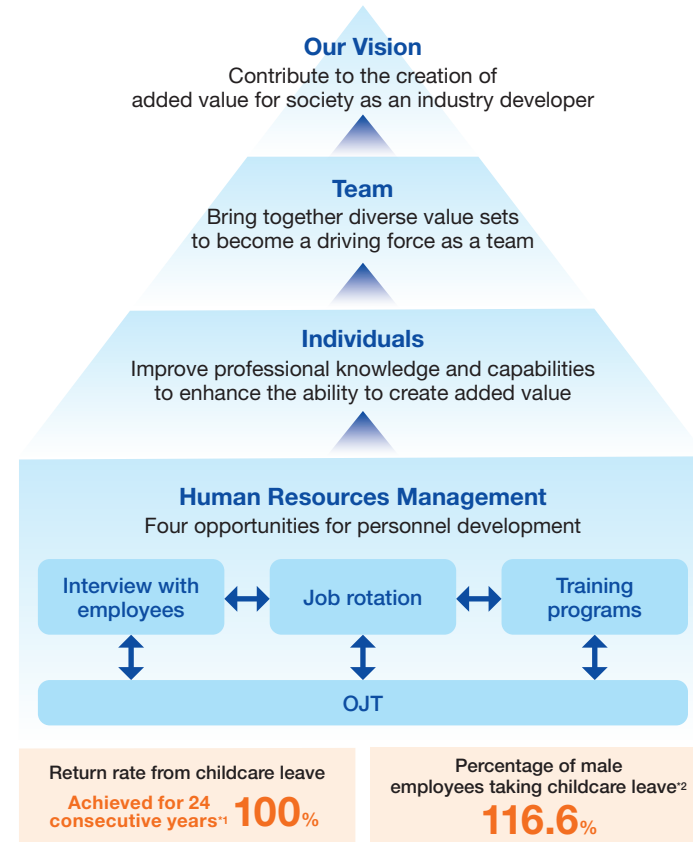 Our Vision
Contribute to the creation of
added value for society as an industry developer
Team
Bring together diverse value sets
to become a driving force as a team
Individuals
Improve professional knowledge and capabilities
to enhance the ability to create added value
Human Resources Management
Four opportunities for personnel development
Interview with
employees
Job rotation
Training
programs
OJT
Return rate from childcare leave
Achieved for 24
consecutive years*1 100%
Percentage of male
employees taking childcare leave*2
116.6%